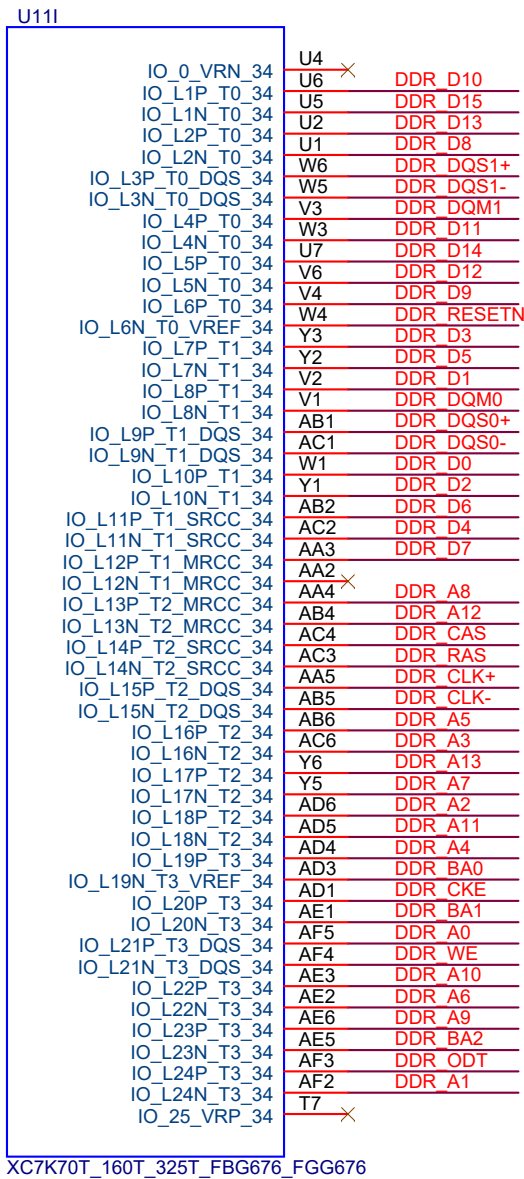 U11I
IO_0_VRN_34 U4
IO_L1P_T0_34 U6 DDR_D10
IO_L1N_T0_34 U5 DDR_D15
IO_L2P_T0_34 U2 DDR_D13
IO_L2N_T0_34 U1 DDR_D8
IO_L3P_T0_DQS_34 W6 DDR_DQS1+
IO_L3N_T0_DQS_34 W5 DDR_DQS1-
IO_L4P_T0_34 V3 DDR_DQM1
IO_L4N_T0_34 W3 DDR_D11
IO_L5P_T0_34 U7 DDR_D14
IO_L5N_T0_34 V6 DDR_D12
IO_L6P_T0_34 V4 DDR_D9
IO_L6N_T0_VREF_34 W4 DDR_RESETN
IO_L7P_T1_34 Y3 DDR_D3
IO_L7N_T1_34 Y2 DDR_D5
IO_L8P_T1_34 V2 DDR_D1
IO_L8N_T1_34 V1 DDR_DQM0
IO_L9P_T1_DQS_34 AB1 DDR_DQS0+
IO_L9N_T1_DQS_34 AC1 DDR_DQS0-
IO_L10P_T1_34 W1 DDR_D0
IO_L10N_T1_34 Y1 DDR_D2
IO_L11P_T1_SRCC_34 AB2 DDR_D6
IO_L11N_T1_SRCC_34 AC2 DDR_D4
IO_L12P_T1_MRCC_34 AA3 DDR_D7
IO_L12N_T1_MRCC_34 AA2
IO_L13P_T2_MRCC_34 AA4 DDR_A8
IO_L13N_T2_MRCC_34 AB4 DDR_A12
IO_L14P_T2_SRCC_34 AC4 DDR_CAS
IO_L14N_T2_SRCC_34 AC3 DDR_RAS
IO_L15P_T2_DQS_34 AA5 DDR_CLK+
IO_L15N_T2_DQS_34 AB5 DDR_CLK-
IO_L16P_T2_34 AB6 DDR_A5
IO_L16N_T2_34 AC6 DDR_A3
IO_L17P_T2_34 Y6 DDR_A13
IO_L17N_T2_34 Y5 DDR_A7
IO_L18P_T2_34 AD6 DDR_A2
IO_L18N_T2_34 AD5 DDR_A11
IO_L19P_T3_34 AD4 DDR_A4
IO_L19N_T3_VREF_34 AD3 DDR_BA0
IO_L20P_T3_34 AD1 DDR_CKE
IO_L20N_T3_34 AE1 DDR_BA1
IO_L21P_T3_DQS_34 AF5 DDR_A0
IO_L21N_T3_DQS_34 AF4 DDR_WE
IO_L22P_T3_34 AE3 DDR_A10
IO_L22N_T3_34 AE2 DDR_A6
IO_L23P_T3_34 AE6 DDR_A9
IO_L23N_T3_34 AE5 DDR_BA2
IO_L24P_T3_34 AF3 DDR_ODT
IO_L24N_T3_34 AF2 DDR_A1
IO_25_VRP_34 T7
XC7K70T_160T_325T_FBG676_FGG676